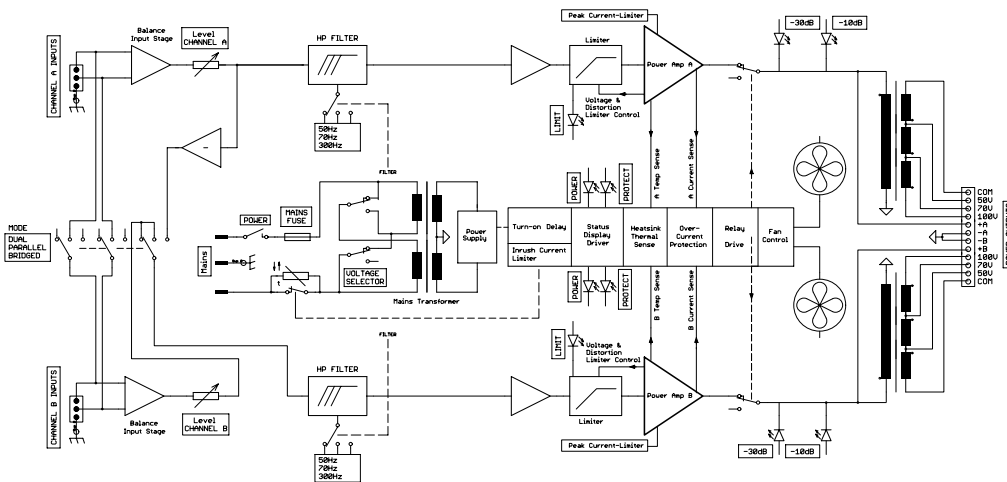 Peak Current-Limiter
-30dB
-10dB
Balance
Input Stage
Level
CHANNEL A
HP FILTER
Limiter
Power Amp A
CHANNEL A INPUTS
Voltage &
Distortion
Limiter Control
LIMIT
50Hz
70Hz
300Hz
FILTER
A Temp Sense
A Current Sense
POWER
PROTECT
MODE
DUAL
PARALLEL
BRIDGED
POWER
MAINS
FUSE
Mains
VOLTAGE
SELECTOR
Mains Transformer
Power
Supply
Turn-on Delay
Inrush Current
Limiter
Status
Display
Driver
Heatsink
Thermal
Sense
Over-
Current
Protection
Relay
Drive
Fan
Control
COM
50V
70V
100V
+A
-A
-B
+B
100V
70V
50V
COM
POWER
PROTECT
B Temp Sense
B Current Sense
FILTER
LIMIT
Voltage &
Distortion
Limiter Control
CHANNEL B INPUTS
Balance
Input Stage
Level
CHANNEL B
HP FILTER
Limiter
Power Amp B
Peak Current-Limiter
50Hz
70Hz
300Hz
-30dB
-10dB